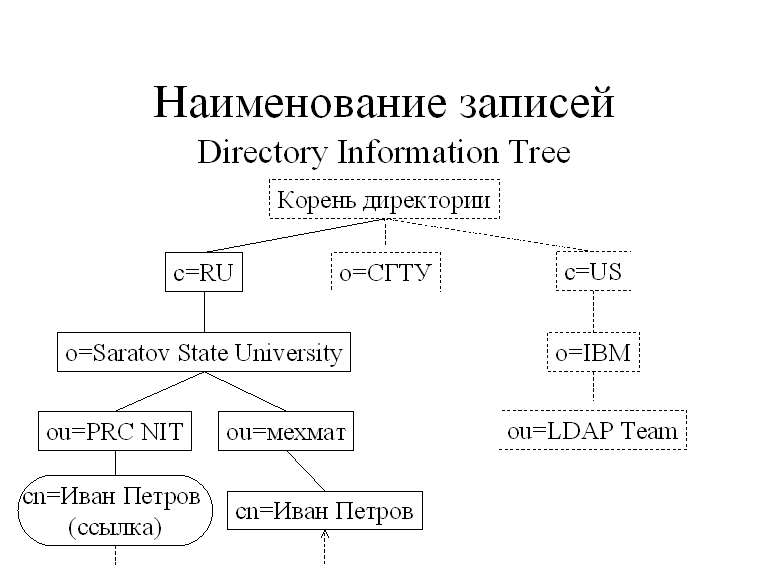 Наименование записей
Directory Information Tree
Корень директории
c=RU
o=СГТУ
c=US
o=Saratov State University
o=IBM
ou=PRC NIT
ou=мехмат
ou=LDAP Team
cn=Иван Петров
(ссылка)
cn=Иван Петров